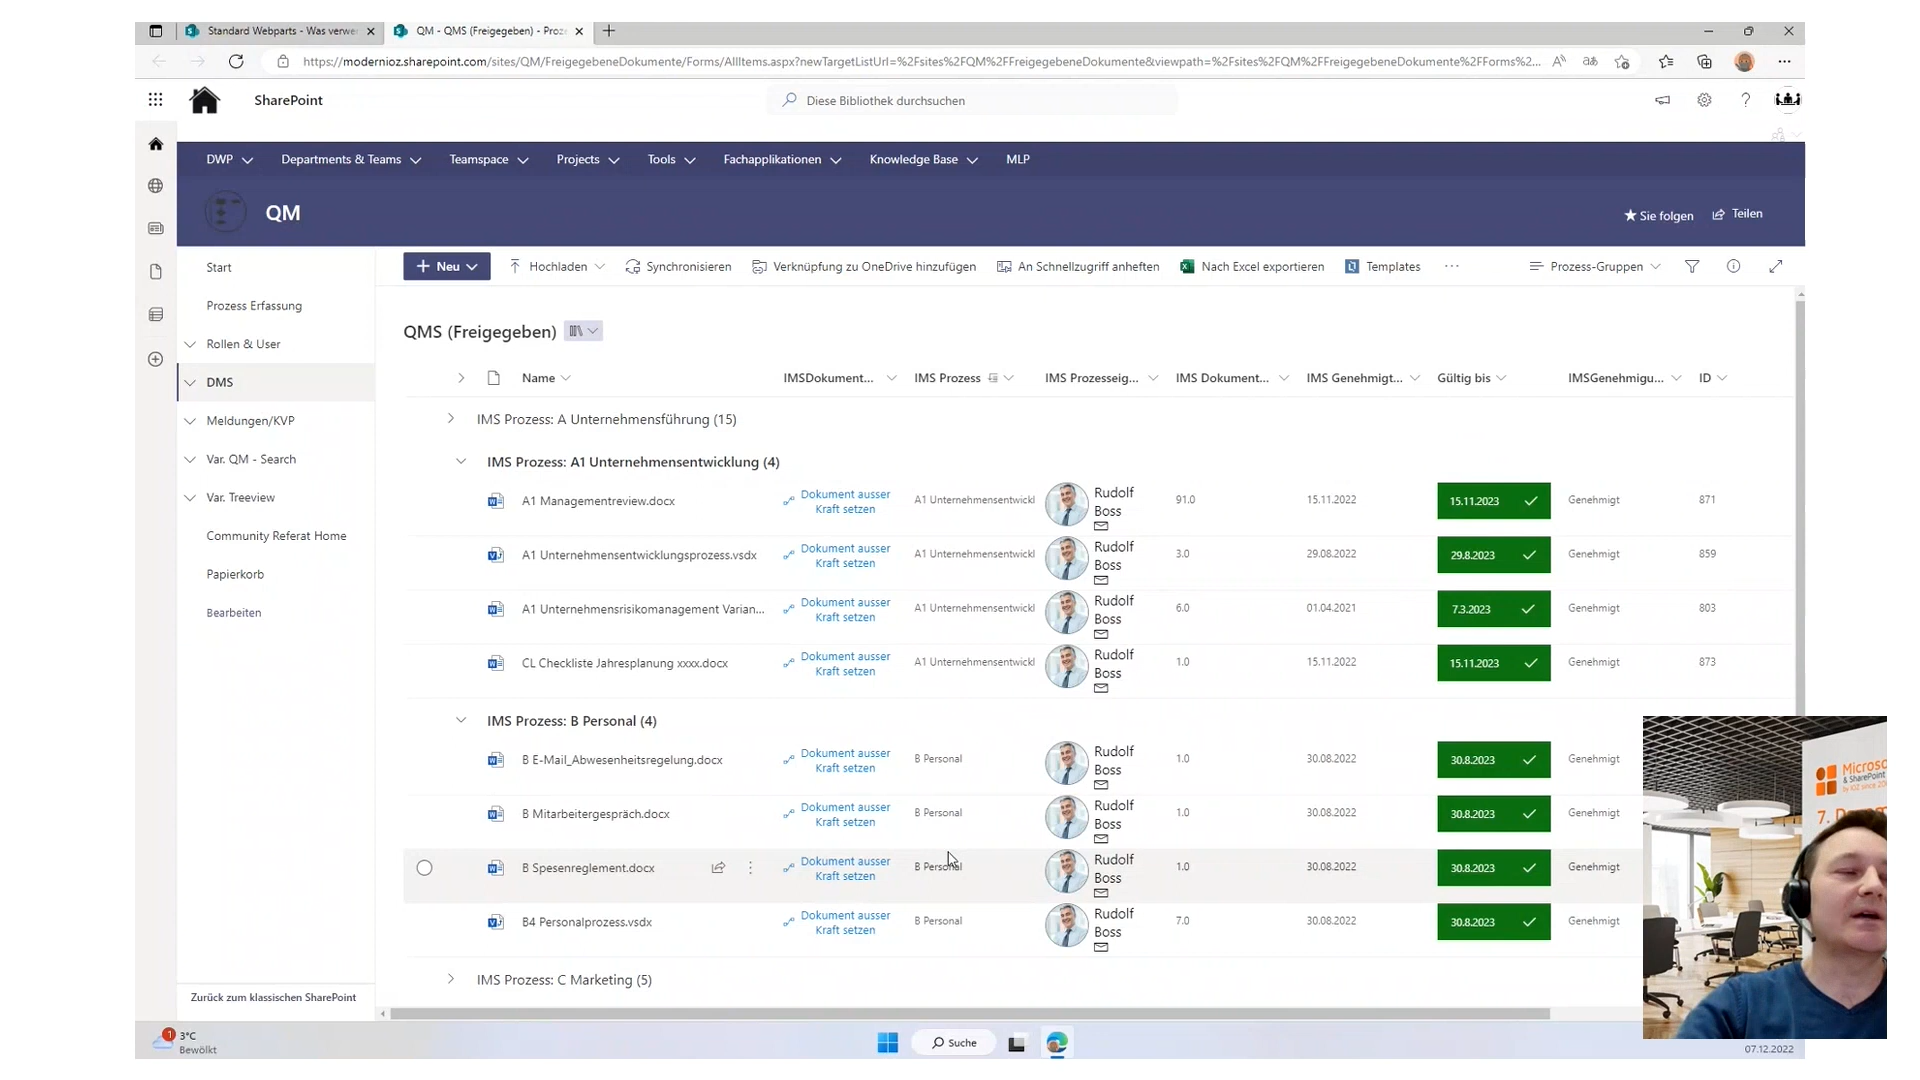 Standard Webparts - Was verwe
QM - QMS (Freigegeben) - Proz
https://modernioz.sharepoint.com/sites/QM/FreigegebeneDokumente/Forms/AllItems.aspx?newTargetListUrl=%2Fsites%2FQM%2FFreigegebeneDokumente&viewpath=%2Fsites%2FQM%2FFreigegebeneDokumente%2FForms%2...
SharePoint
Diese Bibliothek durchsuchen
DWP Departments & Teams Teamspace Projects Tools Fachapplikationen Knowledge Base MLP
QM
Sie folgen Teilen
Start
Prozess Erfassung
Rollen & User
DMS
Meldungen/KVP
Var. QM - Search
Var. Treeview
Community Referat Home
Papierkorb
Bearbeiten
Zurück zum klassischen SharePoint
Neu Hochladen Synchronisieren Verknüpfung zu OneDrive hinzufügen An Schnellzugriff anheften Nach Excel exportieren Templates ... Prozess-Gruppen
QMS (Freigegeben)
Name IMSDokument... IMS Prozess IMS Prozesseig... IMS Dokument... IMS Genehmigt... Gültig bis IMSGenehmigu... ID
IMS Prozess: A Unternehmensführung (15)
IMS Prozess: A1 Unternehmensentwicklung (4)
A1 Managementreview.docx Dokument ausser Kraft setzen A1 Unternehmensentwickl Rudolf Boss 91.0 15.11.2022 15.11.2023 Genehmigt 871
A1 Unternehmensentwicklungsprozess.vsdx Dokument ausser Kraft setzen A1 Unternehmensentwickl Rudolf Boss 3.0 29.08.2022 29.8.2023 Genehmigt 859
A1 Unternehmensrisikomanagement Varian... Dokument ausser Kraft setzen A1 Unternehmensentwickl Rudolf Boss 6.0 01.04.2021 7.3.2023 Genehmigt 803
CL Checkliste Jahresplanung xxxx.docx Dokument ausser Kraft setzen A1 Unternehmensentwickl Rudolf Boss 1.0 15.11.2022 15.11.2023 Genehmigt 873
IMS Prozess: B Personal (4)
B E-Mail_Abwesenheitsregelung.docx Dokument ausser Kraft setzen B Personal Rudolf Boss 1.0 30.08.2022 30.8.2023 Genehmigt
B Mitarbeitergespräch.docx Dokument ausser Kraft setzen B Personal Rudolf Boss 1.0 30.08.2022 30.8.2023 Genehmigt
B Spesenreglement.docx Dokument ausser Kraft setzen B Personal Rudolf Boss 1.0 30.08.2022 30.8.2023 Genehmigt
B4 Personalprozess.vsdx Dokument ausser Kraft setzen B Personal Rudolf Boss 7.0 30.08.2022 30.8.2023 Genehmigt
IMS Prozess: C Marketing (5)
Microso
& SharePoint
by IOZ since 20
7. Dezem
1
3°C
Bewölkt
Suche
07.12.2022